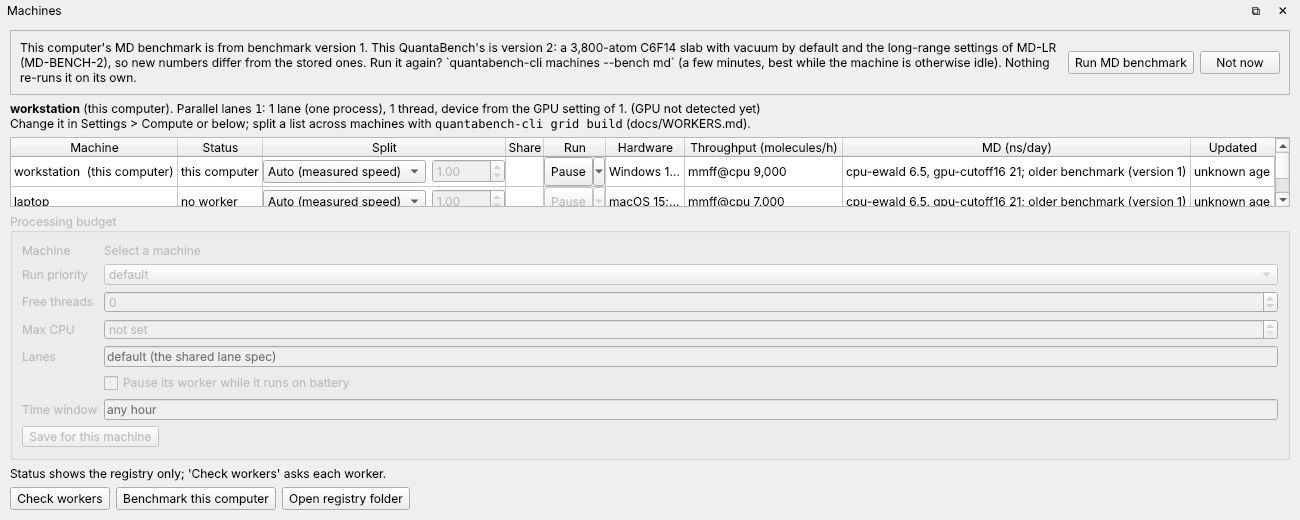 Machines
This computer's MD benchmark is from benchmark version 1. This QuantaBench's is version 2: a 3,800-atom C6F14 slab with vacuum by default and the long-range settings of MD-LR
(MD-BENCH-2), so new numbers differ from the stored ones. Run it again? `quantabench-cli machines --bench md` (a few minutes, best while the machine is otherwise idle). Nothing
re-runs it on its own.
Run MD benchmark Not now
workstation (this computer). Parallel lanes 1: 1 lane (one process), 1 thread, device from the GPU setting of 1. (GPU not detected yet)
Change it in Settings > Compute or below; split a list across machines with quantabench-cli grid build (docs/WORKERS.md).
Machine Status Split Share Run Hardware Throughput (molecules/h) MD (ns/day) Updated
workstation (this computer) this computer Auto (measured speed) 1.00 Pause Windows 1... mmff@cpu 9,000 cpu-ewald 6.5, gpu-cutoff16 21; older benchmark (version 1) unknown age
laptop no worker Auto (measured speed) 1.00 Pause macOS 15;... mmff@cpu 7,000 cpu-ewald 6.5, gpu-cutoff16 21; older benchmark (version 1) unknown age
Processing budget
Machine Select a machine
Run priority default
Free threads 0
Max CPU not set
Lanes default (the shared lane spec)
Pause its worker while it runs on battery
Time window any hour
Save for this machine
Status shows the registry only; 'Check workers' asks each worker.
Check workers Benchmark this computer Open registry folder